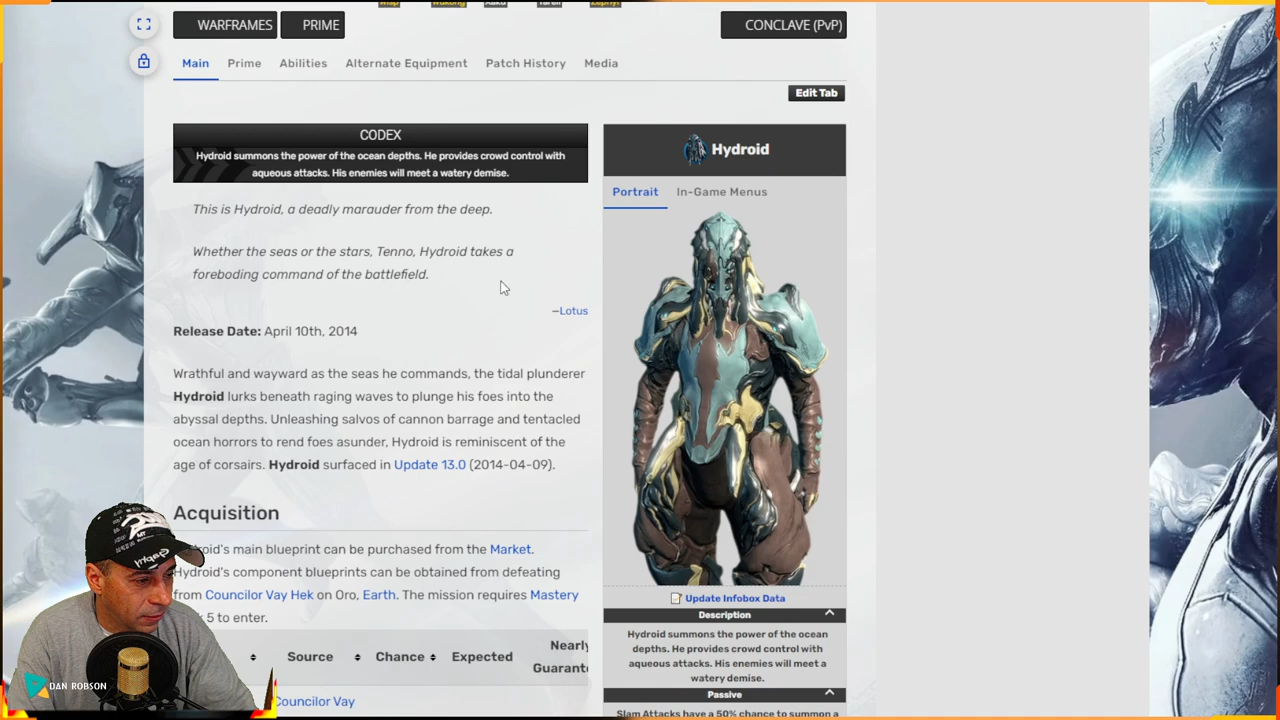 WARFRAMES
PRIME
CONCLAVE (PvP)
Main
Prime
Abilities
Alternate Equipment
Patch History
Media
Edit Tab
CODEX
Hydroid summons the power of the ocean depths. He provides crowd control with
aqueous attacks. His enemies will meet a watery demise.
This is Hydroid, a deadly marauder from the deep.
Whether the seas or the stars, Tenno, Hydroid takes a
foreboding command of the battlefield.
—Lotus
Release Date: April 10th, 2014
Wrathful and wayward as the seas he commands, the tidal plunderer
Hydroid lurks beneath raging waves to plunge his foes into the
abyssal depths. Unleashing salvos of cannon barrage and tentacled
ocean horrors to rend foes asunder, Hydroid is reminiscent of the
age of corsairs. Hydroid surfaced in Update 13.0 (2014-04-09).
Acquisition
roid's main blueprint can be purchased from the Market.
Hydroid's component blueprints can be obtained from defeating
from Councilor Vay Hek on Oro, Earth. The mission requires Mastery
5 to enter.
Source
Chance
Expected
Nearly
Guarante
Councilor Vay
Hydroid
Portrait
In-Game Menus
Update Infobox Data
Description
Hydroid summons the power of the ocean
depths. He provides crowd control with
aqueous attacks. His enemies will meet a
watery demise.
Passive
Slam Attacks have a 50% chance to summon a
DAN ROBSON